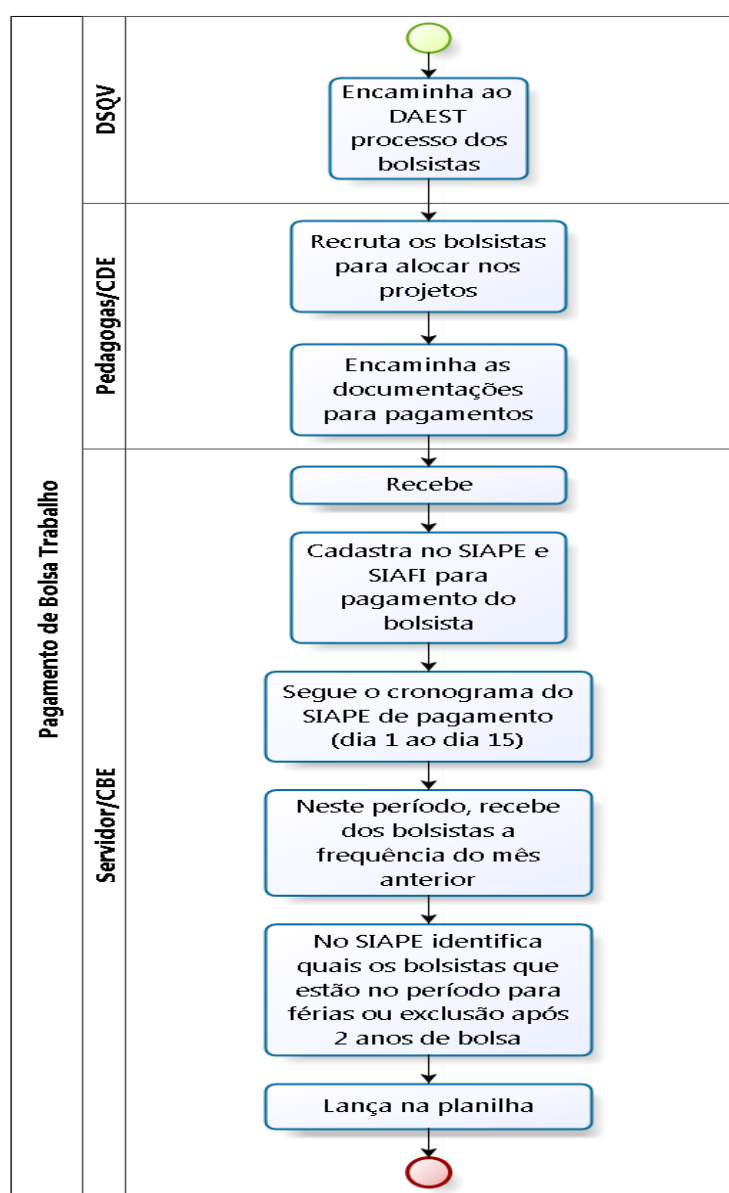 Pagamento de Bolsa Trabalho
DSQV
Encaminha ao
DAEST
processo dos
bolsistas
Pedagogas/CDE
Recruta os bolsistas
para alocar nos
projetos
Encaminha as
documentações
para pagamentos
Servidor/CBE
Recebe
Cadastra no SIAPE e
SIAFI para
pagamento do
bolsista
Segue o cronograma do
SIAPE de pagamento
(dia 1 ao dia 15)
Neste período, recebe
dos bolsistas a
frequência do mês
anterior
No SIAPE identifica
quais os bolsistas que
estão no período para
férias ou exclusão após
2 anos de bolsa
Lança na planilha